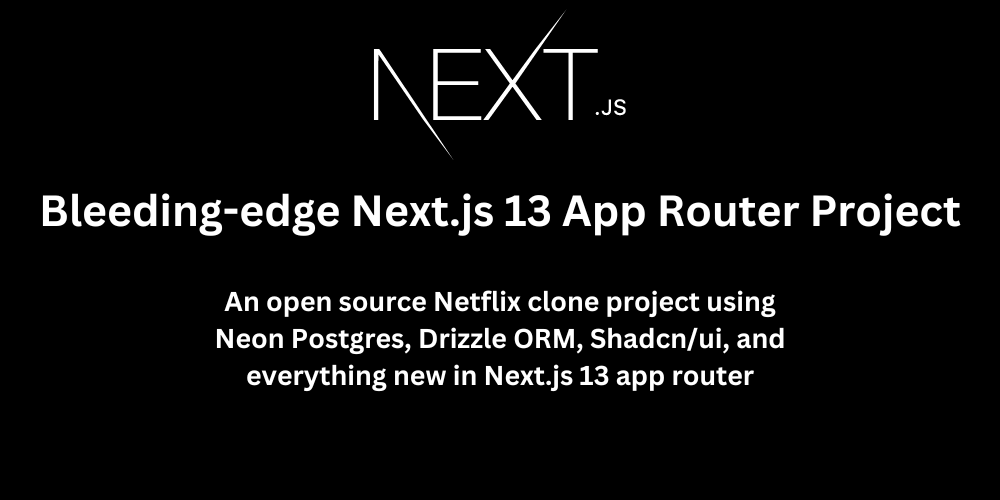 NEXT.JS
Bleeding-edge Next.js 13 App Router Project
An open source Netflix clone project using
Neon Postgres, Drizzle ORM, Shadcn/ui, and
everything new in Next.js 13 app router